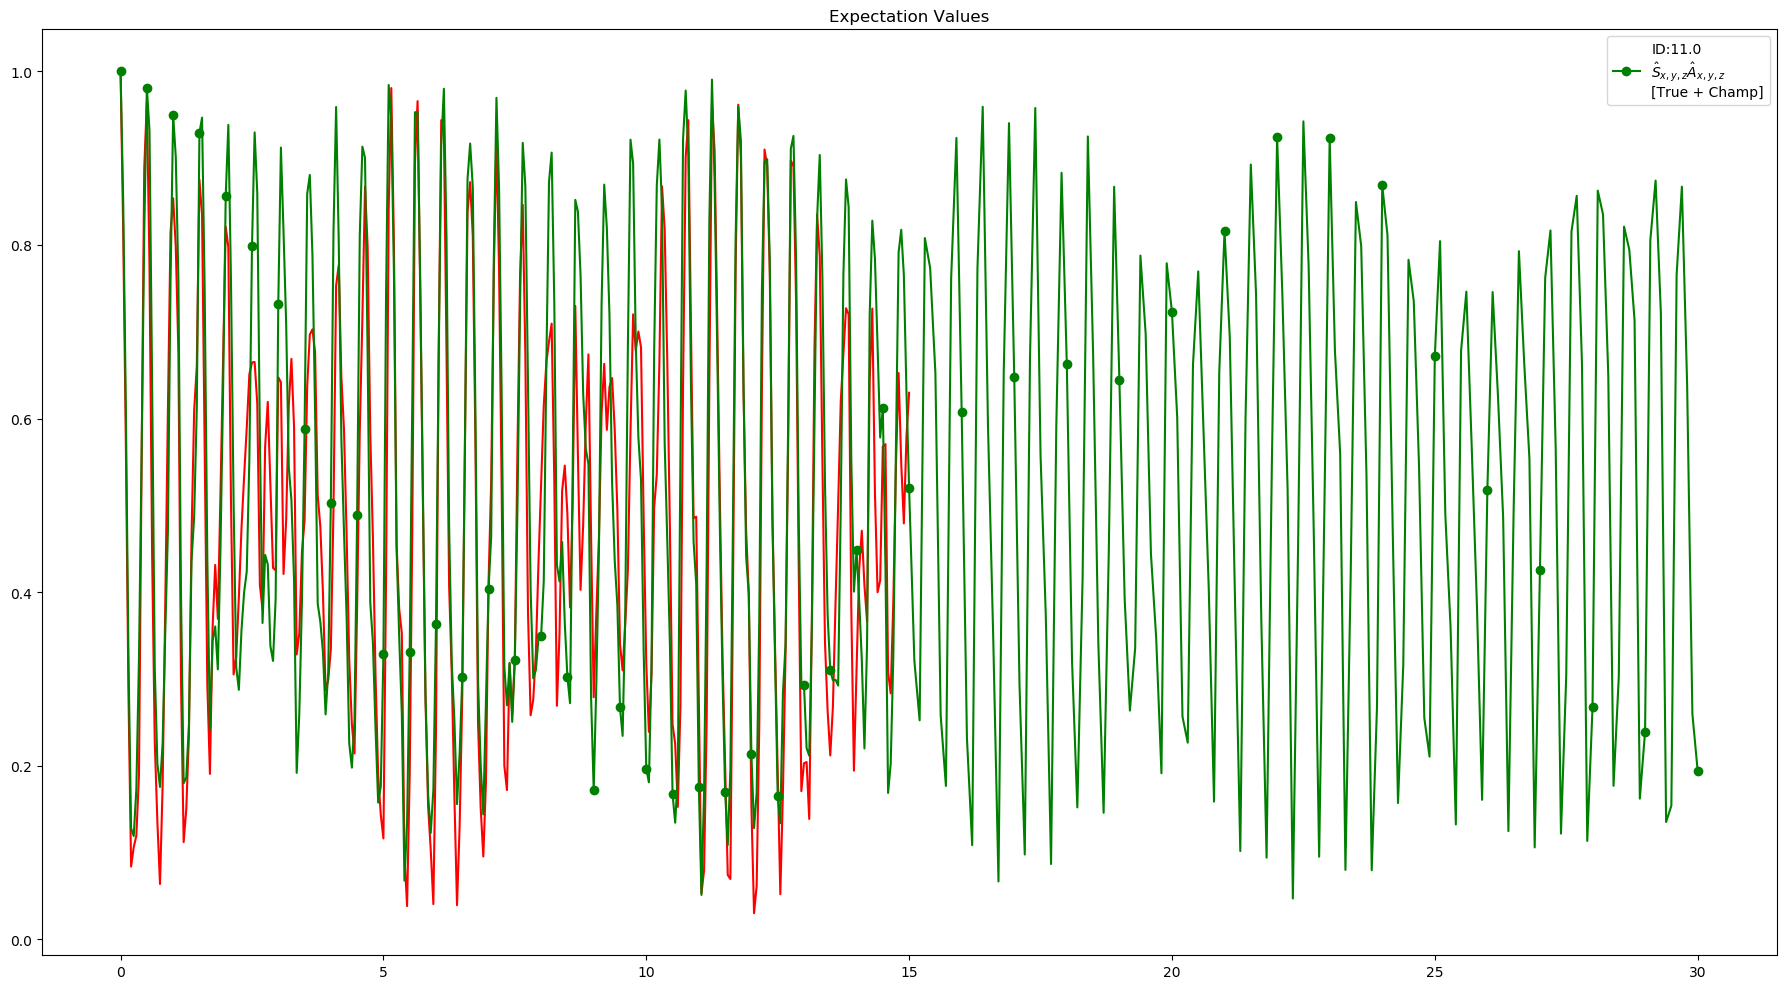 Expectation Values
ID:11.0
$\hat{S}_{x,y,z}\hat{A}_{x,y,z}$
[True + Champ]
1.0
0.8
0.6
0.4
0.2
0.0
0 5 10 15 20 25 30